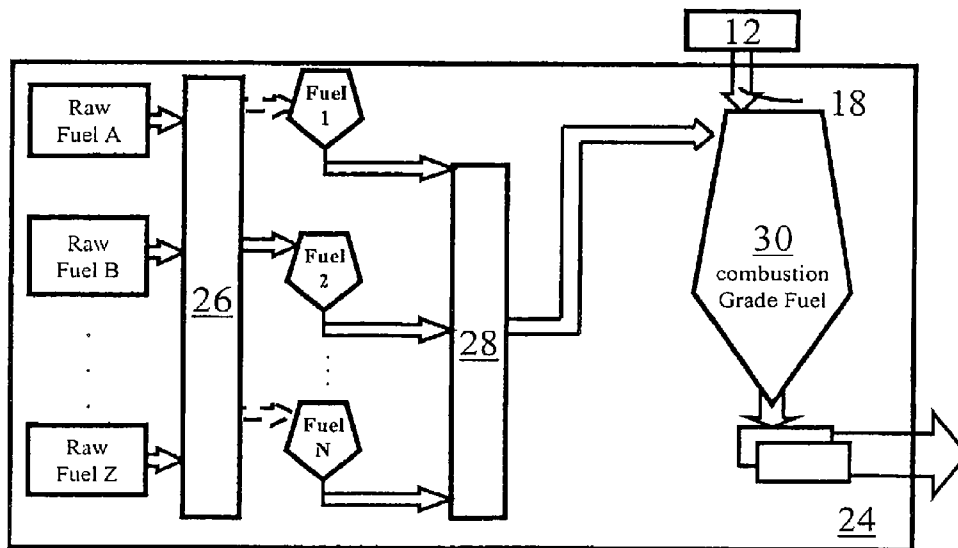 12
18
Raw
Fuel A
Fuel
1
Raw
Fuel B
Fuel
2
26
28
30
combustion
Grade Fuel
Raw
Fuel Z
Fuel
N
24